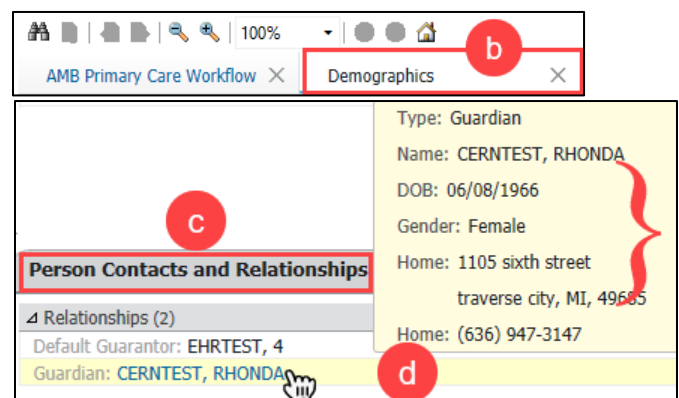 100%
b
AMB Primary Care Workflow Demographics
Type: Guardian
Name: CERNTEST, RHONDA
DOB: 06/08/1966
c
Gender: Female
Person Contacts and Relationships
Home: 1105 sixth street
traverse city, MI, 49685
Relationships (2)
Home: (636) 947-3147
Default Guarantor: EHRTEST, 4
Guardian: CERNTEST, RHONDA
d